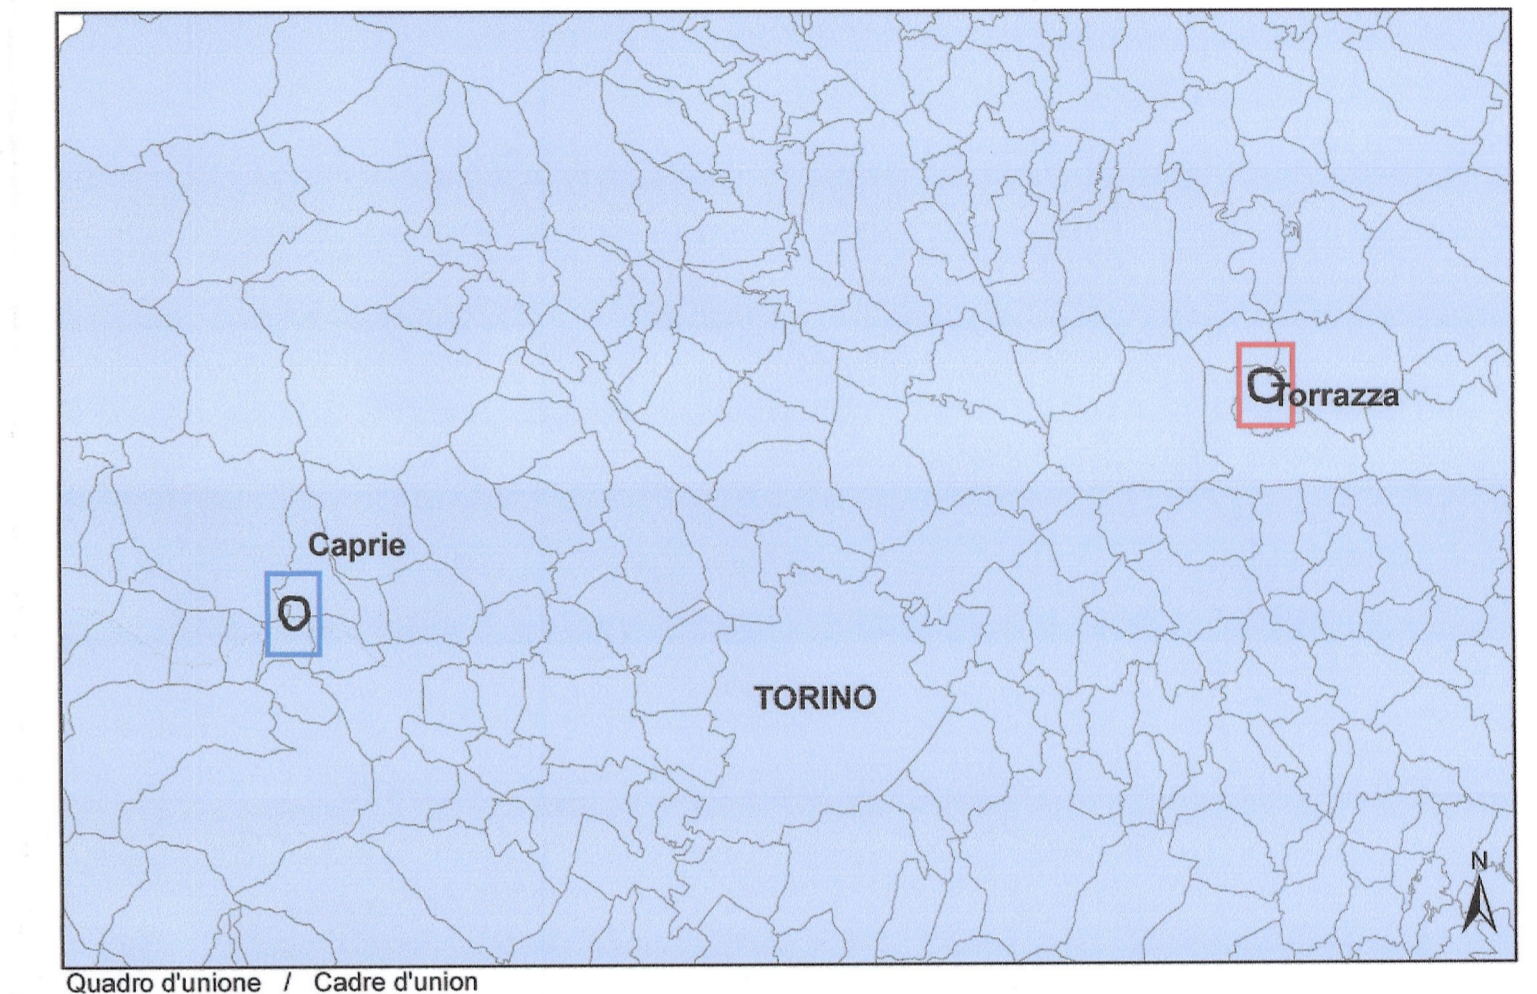 Torrazza
Caprie
TORINO
N
Quadro d'unione / Cadre d'union